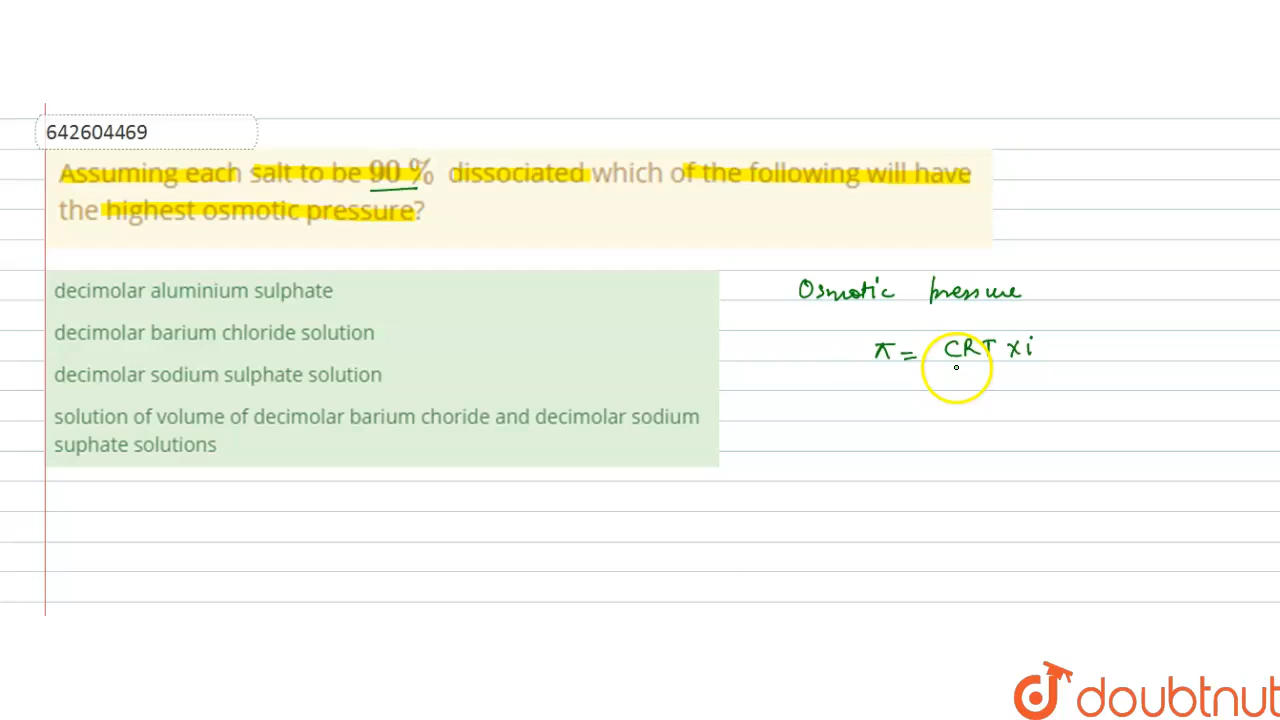 642604469
Assuming each salt to be 90 % dissociated which of the following will have
the highest osmotic pressure?
decimolar aluminium sulphate
decimolar barium chloride solution
decimolar sodium sulphate solution
solution of volume of decimolar barium choride and decimolar sodium
suphate solutions
Osmotic pressure
π = CRT × i
doubtnut